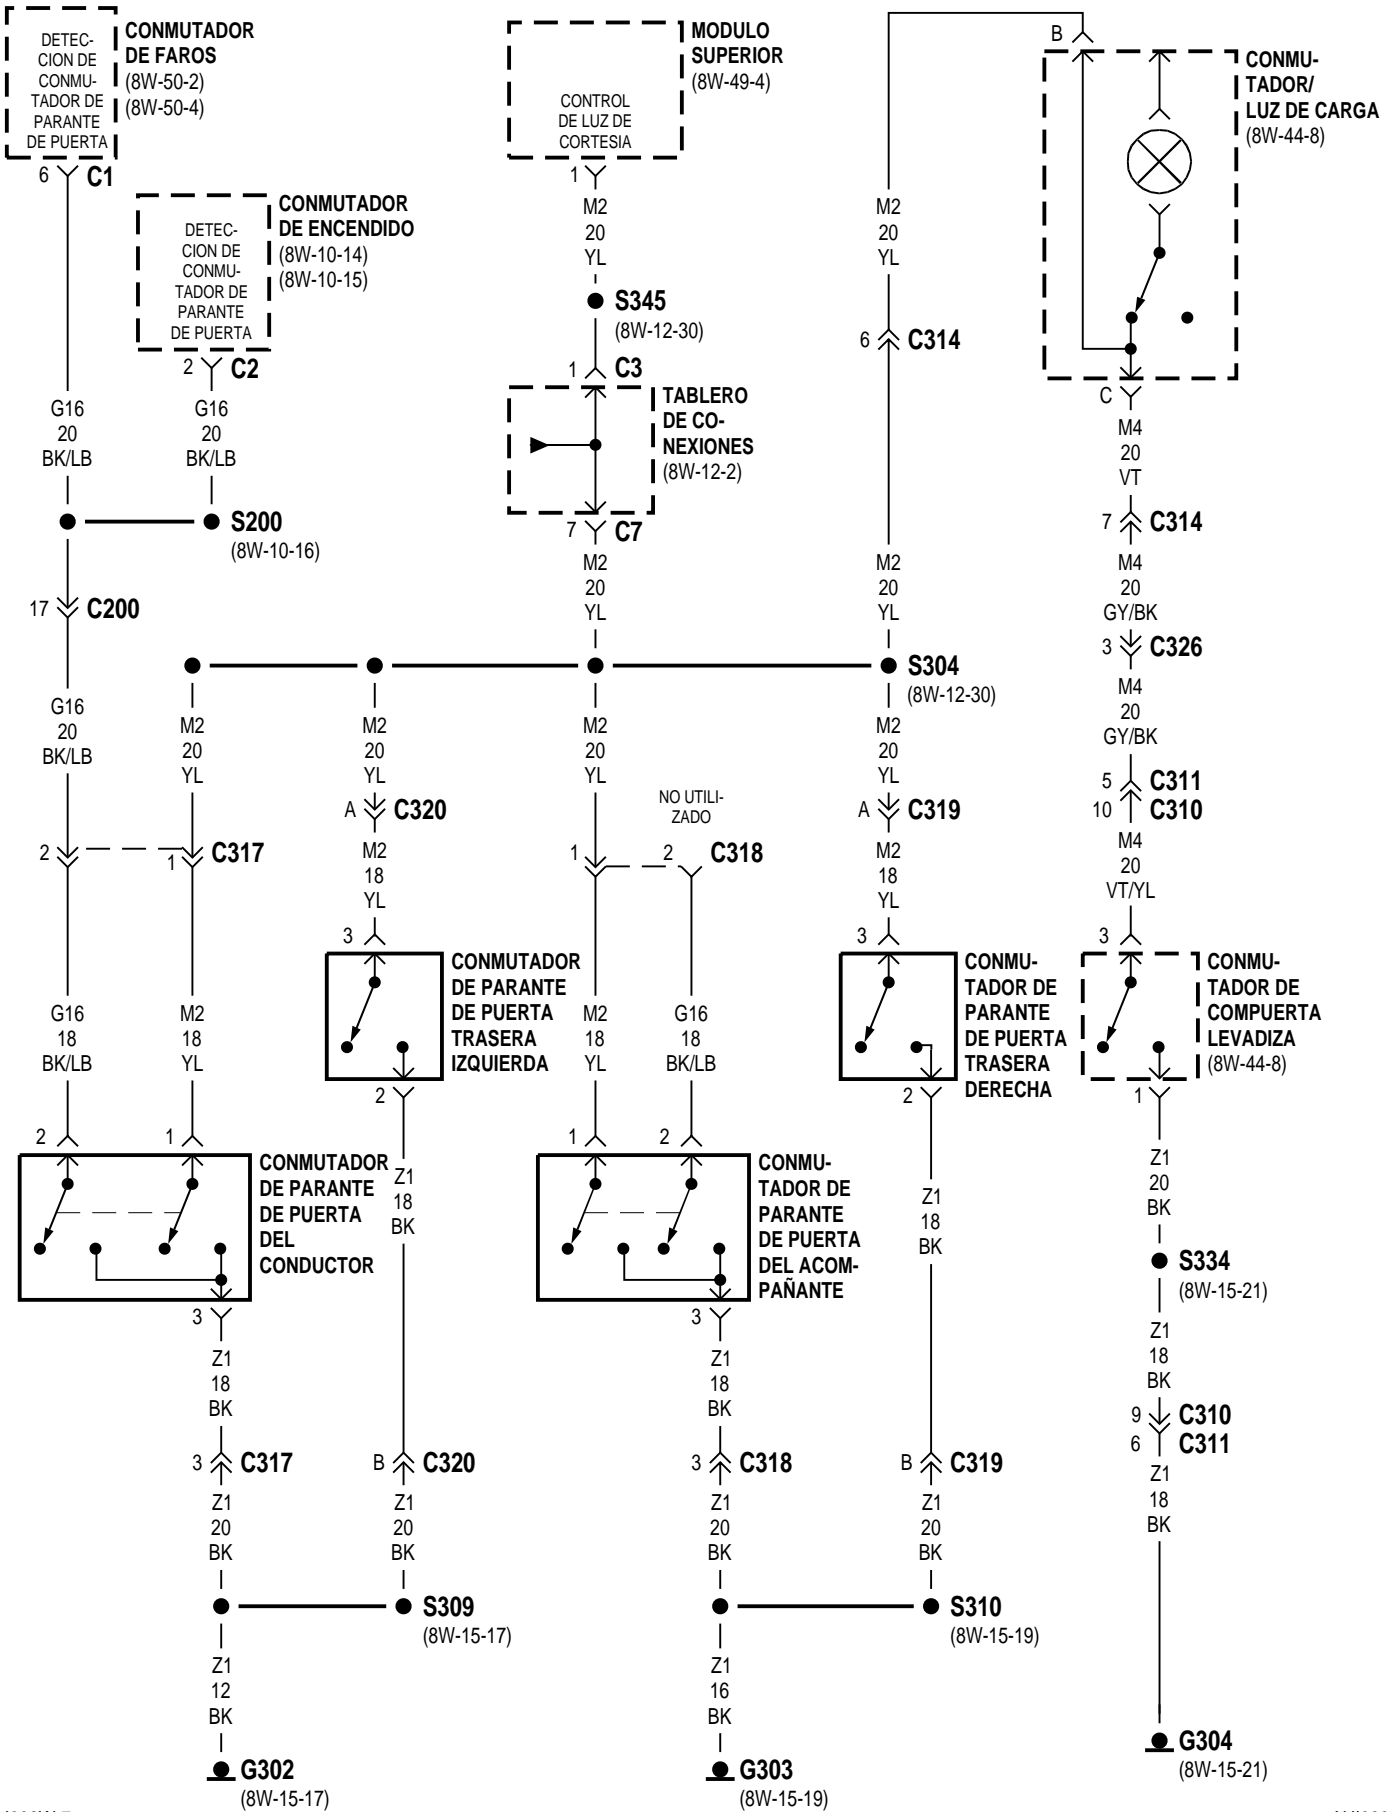 DETEC-
CION DE
CONMU-
TADOR DE
PARANTE
DE PUERTA
CONMUTADOR
DE FAROS
(8W-50-2)
(8W-50-4)
6
C1
DETEC-
CION DE
CONMU-
TADOR DE
PARANTE
DE PUERTA
CONMUTADOR
DE ENCENDIDO
(8W-10-14)
(8W-10-15)
2
C2
CONTROL
DE LUZ DE
CORTESIA
MODULO
SUPERIOR
(8W-49-4)
1
M2
20
YL
S345
(8W-12-30)
1
C3
TABLERO
DE CO-
NEXIONES
(8W-12-2)
7
C7
M2
20
YL
B
CONMU-
TADOR/
LUZ DE CARGA
(8W-44-8)
M2
20
YL
6
C314
M2
20
YL
C
M4
20
VT
7
C314
M4
20
GY/BK
3
C326
M4
20
GY/BK
5
C311
10
C310
M4
20
VT/YL
G16
20
BK/LB
G16
20
BK/LB
S200
(8W-10-16)
17
C200
S304
(8W-12-30)
G16
20
BK/LB
M2
20
YL
M2
20
YL
M2
20
YL
M2
20
YL
A
C320
NO UTILI-
ZADO
A
C319
2
1
C317
M2
18
YL
1
2
C318
M2
18
YL
3
CONMUTADOR
DE PARANTE
DE PUERTA
TRASERA
IZQUIERDA
3
CONMU-
TADOR DE
PARANTE
DE PUERTA
TRASERA
DERECHA
3
CONMU-
TADOR DE
COMPUERTA
LEVADIZA
(8W-44-8)
G16
18
BK/LB
M2
18
YL
M2
18
YL
G16
18
BK/LB
2
2
1
2
1
CONMUTADOR
DE PARANTE
DE PUERTA
DEL
CONDUCTOR
Z1
18
BK
1
2
CONMU-
TADOR DE
PARANTE
DE PUERTA
DEL ACOM-
PAÑANTE
Z1
18
BK
Z1
20
BK
S334
(8W-15-21)
3
3
Z1
18
BK
Z1
18
BK
Z1
18
BK
9
C310
6
C311
3
C317
B
C320
3
C318
B
C319
Z1
20
BK
Z1
20
BK
Z1
20
BK
Z1
20
BK
Z1
18
BK
S309
(8W-15-17)
S310
(8W-15-19)
Z1
12
BK
Z1
16
BK
G302
(8W-15-17)
G303
(8W-15-19)
G304
(8W-15-21)